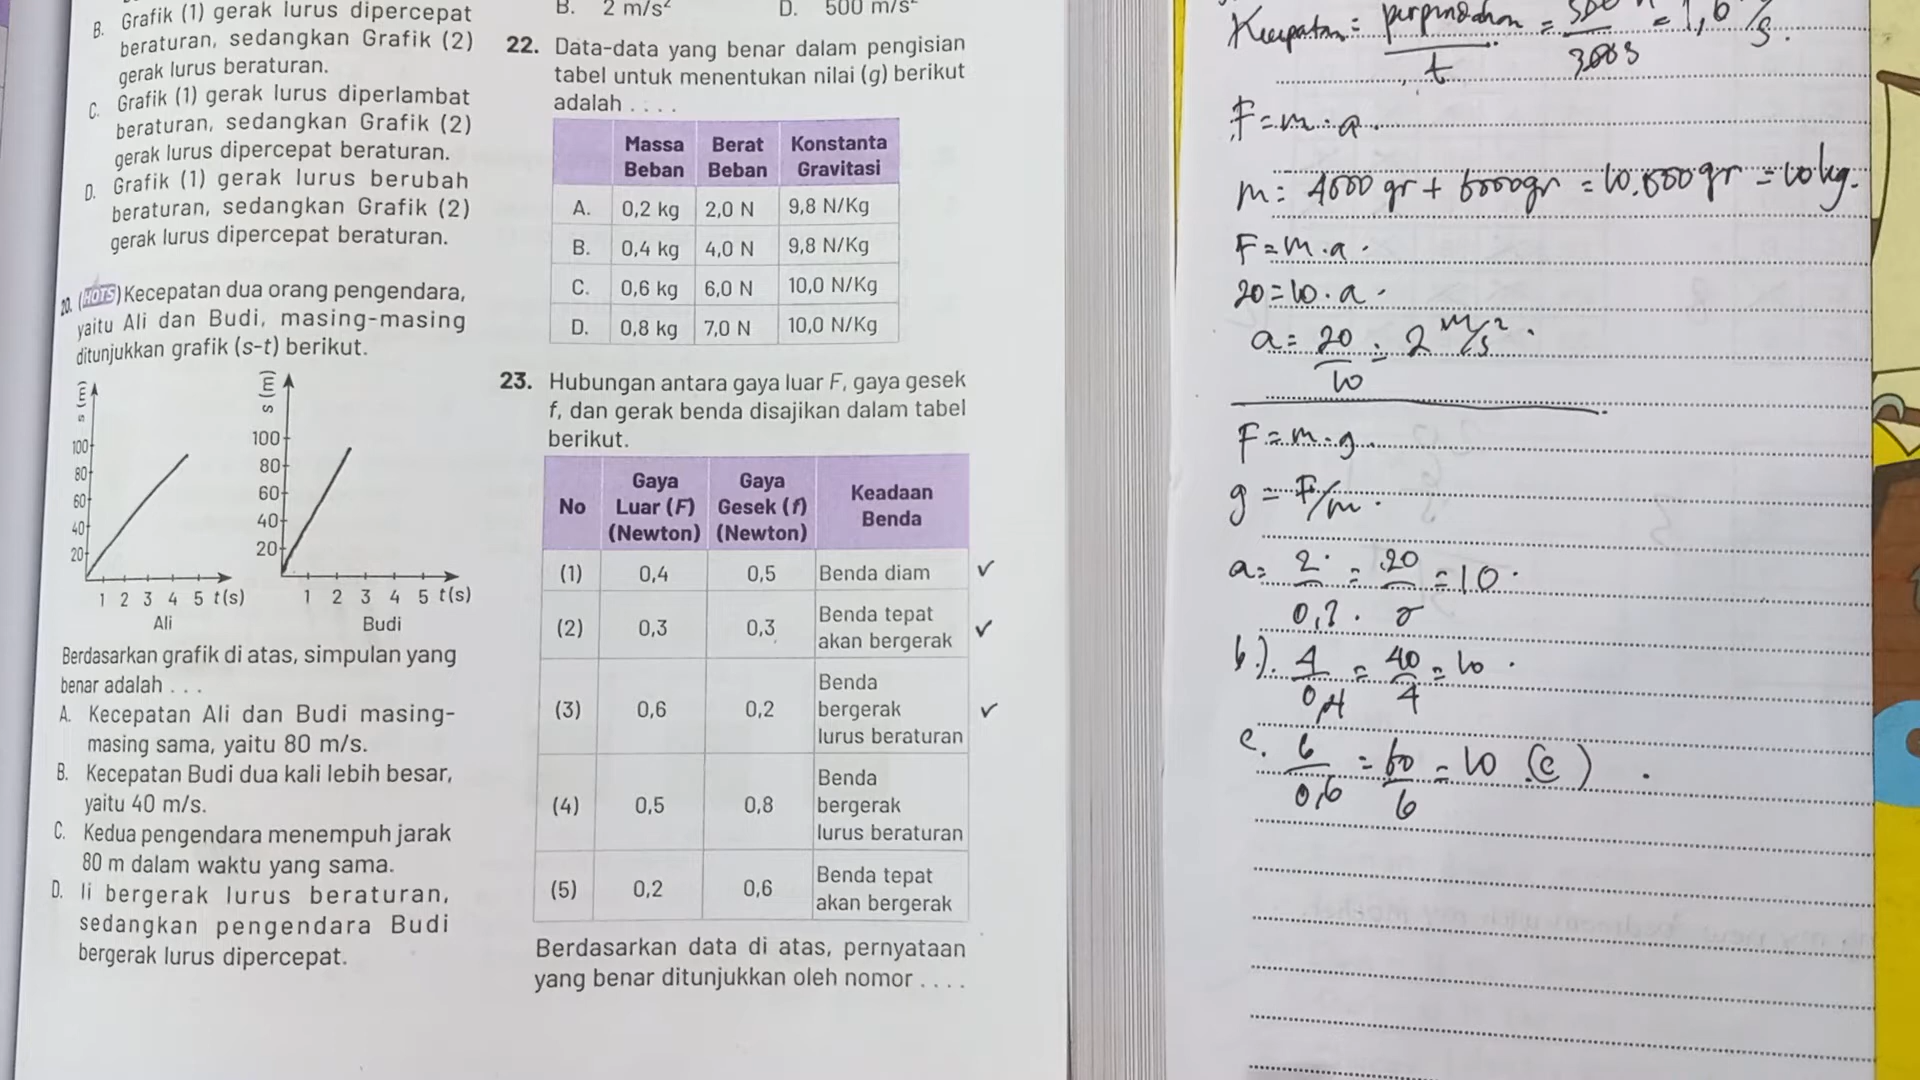 B. Grafik (1) gerak lurus dipercepat
beraturan, sedangkan Grafik (2)
gerak lurus beraturan.
C. Grafik (1) gerak lurus diperlambat
beraturan, sedangkan Grafik (2)
gerak lurus dipercepat beraturan.
D. Grafik (1) gerak lurus berubah
beraturan, sedangkan Grafik (2)
gerak lurus dipercepat beraturan.
20. (HOTS) Kecepatan dua orang pengendara,
yaitu Ali dan Budi, masing-masing
ditunjukkan grafik (s-t) berikut.
s (m)
100
80
60
40
20
1 2 3 4 5 t(s)
Ali
s (m)
100
80
60
40
20
1 2 3 4 5 t(s)
Budi
Berdasarkan grafik di atas, simpulan yang
benar adalah . . .
A. Kecepatan Ali dan Budi masing-
masing sama, yaitu 80 m/s.
B. Kecepatan Budi dua kali lebih besar,
yaitu 40 m/s.
C. Kedua pengendara menempuh jarak
80 m dalam waktu yang sama.
D. li bergerak lurus beraturan,
sedangkan pengendara Budi
bergerak lurus dipercepat.
B. 2 m/s² D. 500 m/s²
22. Data-data yang benar dalam pengisian
tabel untuk menentukan nilai (g) berikut
adalah . . . .
Massa Beban Berat Beban Konstanta Gravitasi
A. 0,2 kg 2,0 N 9,8 N/Kg
B. 0,4 kg 4,0 N 9,8 N/Kg
C. 0,6 kg 6,0 N 10,0 N/Kg
D. 0,8 kg 7,0 N 10,0 N/Kg
23. Hubungan antara gaya luar F, gaya gesek
f, dan gerak benda disajikan dalam tabel
berikut.
No Gaya Luar (F) (Newton) Gaya Gesek (f) (Newton) Keadaan Benda
(1) 0,4 0,5 Benda diam ✓
(2) 0,3 0,3 Benda tepat akan bergerak ✓
(3) 0,6 0,2 Benda bergerak lurus beraturan ✓
(4) 0,5 0,8 Benda bergerak lurus beraturan
(5) 0,2 0,6 Benda tepat akan bergerak
Berdasarkan data di atas, pernyataan
yang benar ditunjukkan oleh nomor . . . .
F = m . a
m = 4000 gr + 6000 gr = 10.000 gr = 10 kg.
F = m . a .
20 = 10 . a .
a = 20/10 = 2 m/s² .
F = m . g
g = F/m .
a = 2/0,2 = 20/2 = 10 .
b). 4/0,4 = 40/4 = 10 .
c. 6/0,6 = 60/6 = 10 (c) .